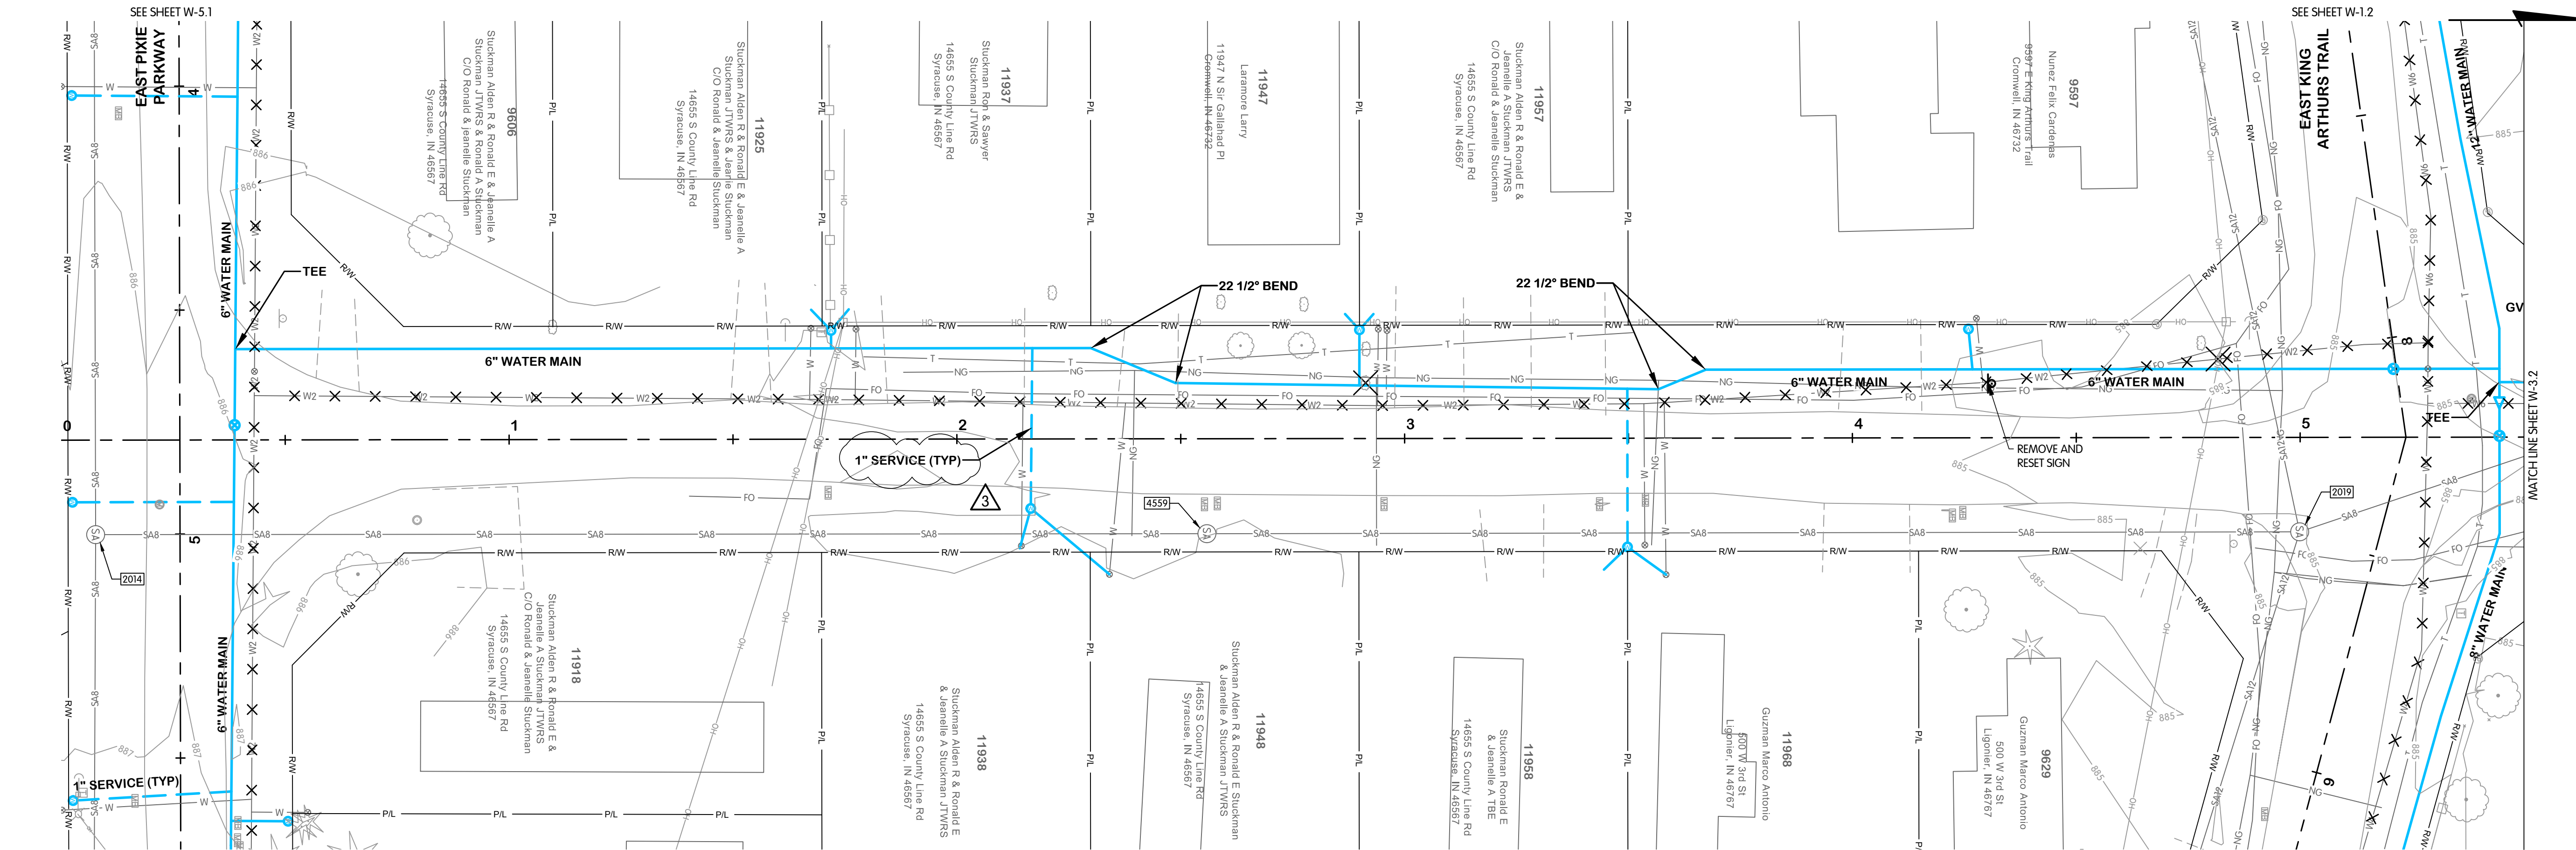 SEE SHEET W-5.1
SEE SHEET W-1.2
EAST PIXIE
PARKWAY
6" WATER MAIN
TEE
9606
Stuckman Alden R & Ronald E & Jeanelle A
Stuckman JTWRS & Ronald A Stuckman
C/O Ronald & jeanelle Stuckman
14655 S County Line Rd
Syracuse, IN 46567
11925
Stuckman Alden R & Ronald E & Jeanelle A
Stuckman JTWRS & Jearlie Stuckman
C/O Ronald & Jeanelle Stuckman
14655 S County Line Rd
Syracuse, IN 46567
11937
Stuckman Ron & Sawyer
Stuckman JTWRS
14655 S County Line Rd
Syracuse, IN 46567
11947
Laramore Larry
11947 N Sir Gallahad Pl
Cromwell, IN 46732
11957
Stuckman Alden R & Ronald E &
Jeanelle A Stuckman JTWRS
C/O Ronald & Jeanelle Stuckman
14655 S County Line Rd
Syracuse, IN 46567
9597
Nunez Felix Cardenas
9597 E King Arthurs Trail
Cromwell, IN 46732
EAST KING
ARTHURS TRAIL
12" WATER MAIN
GV
22 1/2° BEND
22 1/2° BEND
6" WATER MAIN
6" WATER MAIN
6" WATER MAIN
TEE
MATCH LINE SHEET W-3.2
0
1
2
3
4
5
4
5
8
9
1" SERVICE (TYP)
3
REMOVE AND
RESET SIGN
2014
4559
2019
6" WATER MAIN
8" WATER MAIN
1" SERVICE (TYP)
11918
Stuckman Alden R & Ronald E &
Jeanelle A Stuckman JTWRS
C/O Ronald & Jeanelle Stuckman
14655 S County Line Rd
Syracuse, IN 46567
11938
Stuckman Alden R & Ronald E
& Jeanelle A Stuckman JTWRS
14655 S County Line Rd
Syracuse, IN 46567
11948
Stuckman Alden R & Ronald E Stuckman
& Jeanelle A Stuckman JTWRS
14655 S County Line Rd
Syracuse, IN 46567
11958
Stuckman Ronald E
& Jeanelle A TBE
14655 S County Line Rd
Syracuse, IN 46567
11968
Guzman Marco Antonio
500 W 3rd St
Ligonier, IN 46767
9629
Guzman Marco Antonio
500 W 3rd St
Ligonier, IN 46767